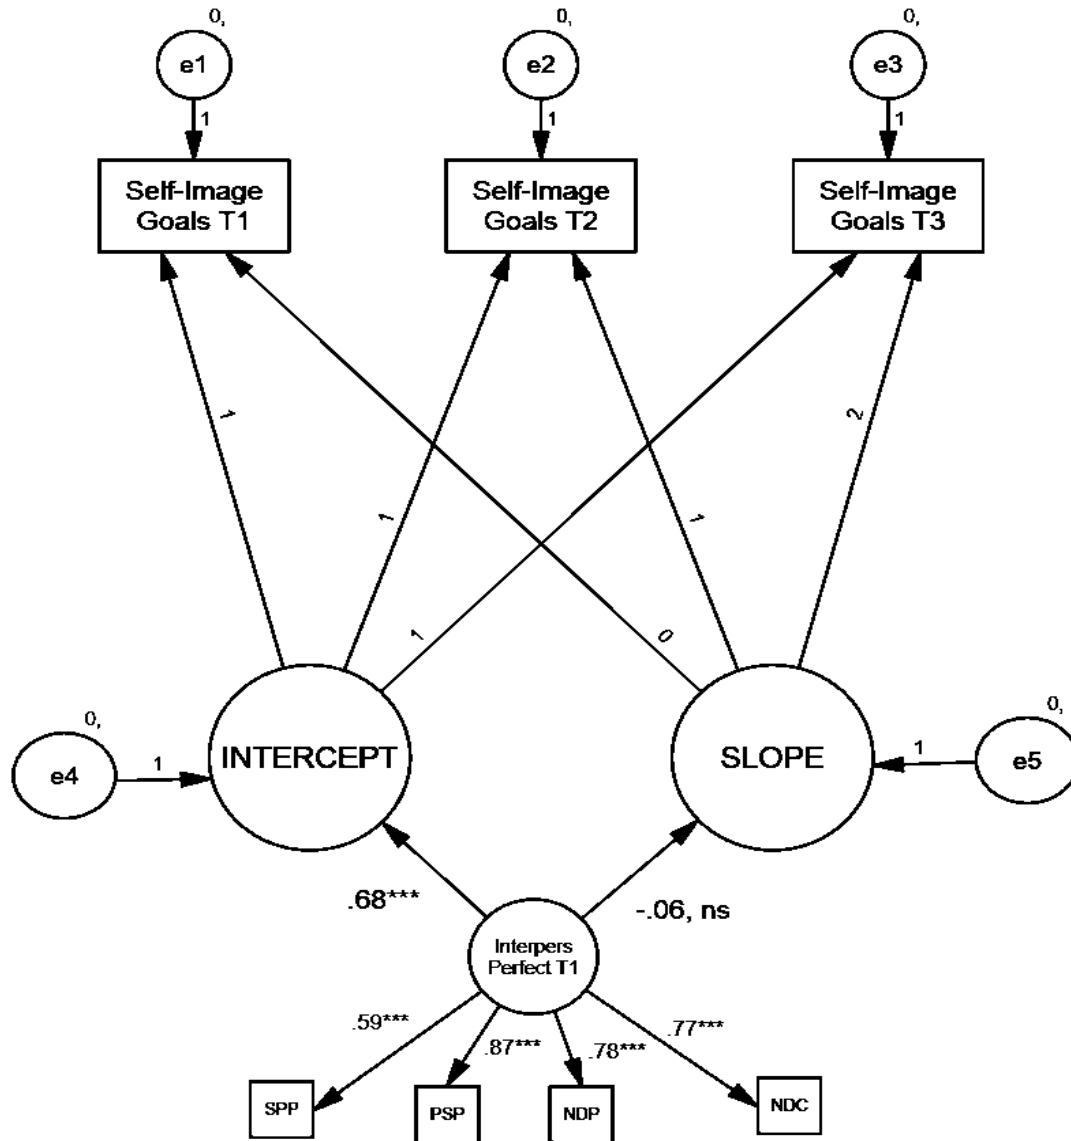 0,
0,
0,
e1
e2
e3
1
1
1
Self-Image
Goals T1
Self-Image
Goals T2
Self-Image
Goals T3
1
1
1
0
1
2
0,
0,
e4
1
INTERCEPT
SLOPE
1
e5
.68***
-.06, ns
Interpers
Perfect T1
.59***
.87***
.78***
.77***
SPP
PSP
NDP
NDC